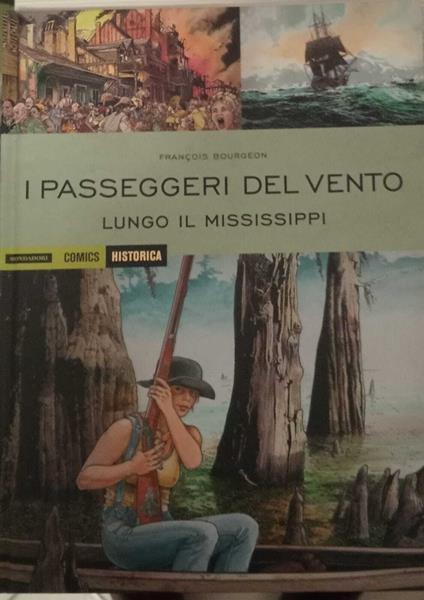 FRANÇOIS BOURGEON
I PASSEGGERI DEL VENTO
LUNGO IL MISSISSIPPI
MONDADORI COMICS HISTORICA